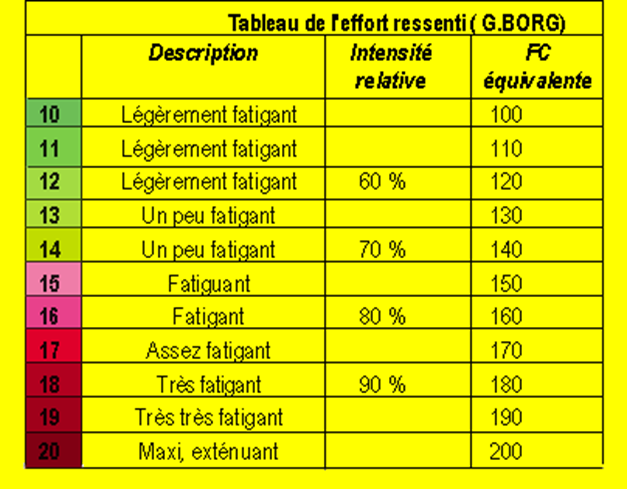 Tableau de l'effort ressenti ( G.BORG)
Description Intensité relative FC équivalente
10 Légèrement fatigant 100
11 Légèrement fatigant 110
12 Légèrement fatigant 60 % 120
13 Un peu fatigant 130
14 Un peu fatigant 70 % 140
15 Fatiguant 150
16 Fatigant 80 % 160
17 Assez fatigant 170
18 Très fatigant 90 % 180
19 Très très fatigant 190
20 Maxi, exténuant 200